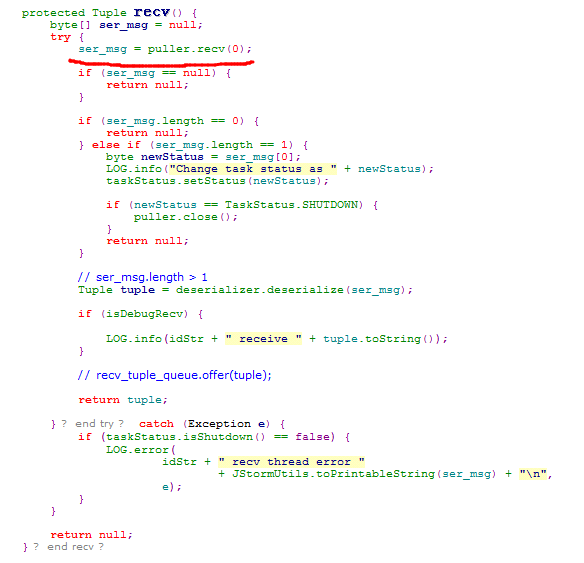 protected Tuple recv() {
byte[] ser_msg = null;
try {
ser_msg = puller.recv(0);
if (ser_msg == null) {
return null;
}
if (ser_msg.length == 0) {
return null;
} else if (ser_msg.length == 1) {
byte newStatus = ser_msg[0];
LOG.info("Change task status as " + newStatus);
taskStatus.setStatus(newStatus);
if (newStatus == TaskStatus.SHUTDOWN) {
puller.close();
}
return null;
}
// ser_msg.length > 1
Tuple tuple = deserializer.deserialize(ser_msg);
if (isDebugRecv) {
LOG.info(idStr + " receive " + tuple.toString());
}
// recv_tuple_queue.offer(tuple);
return tuple;
} ? end try ? catch (Exception e) {
if (taskStatus.isShutdown() == false) {
LOG.error(
idStr + " recv thread error "
+ JStormUtils.toPrintableString(ser_msg) + "\n",
e);
}
}
return null;
} ? end recv ?